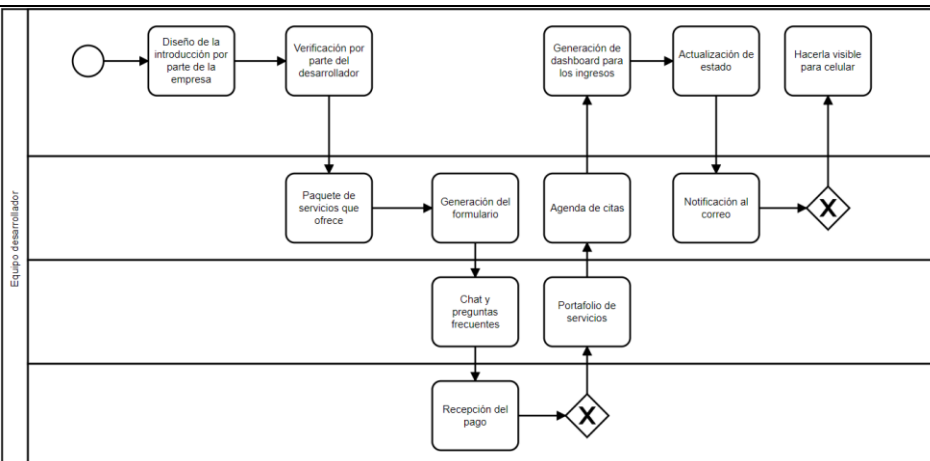 Equipo desarrollador
Diseño de la
introducción por
parte de la
empresa
Verificación por
parte del
desarrollador
Generación de
dashboard para
los ingresos
Actualización de
estado
Hacerla visible
para celular
Paquete de
servicios que
ofrece
Generación del
formulario
Agenda de citas
Notificación al
correo
X
Chat y
preguntas
frecuentes
Portafolio de
servicios
Recepción del
pago
X